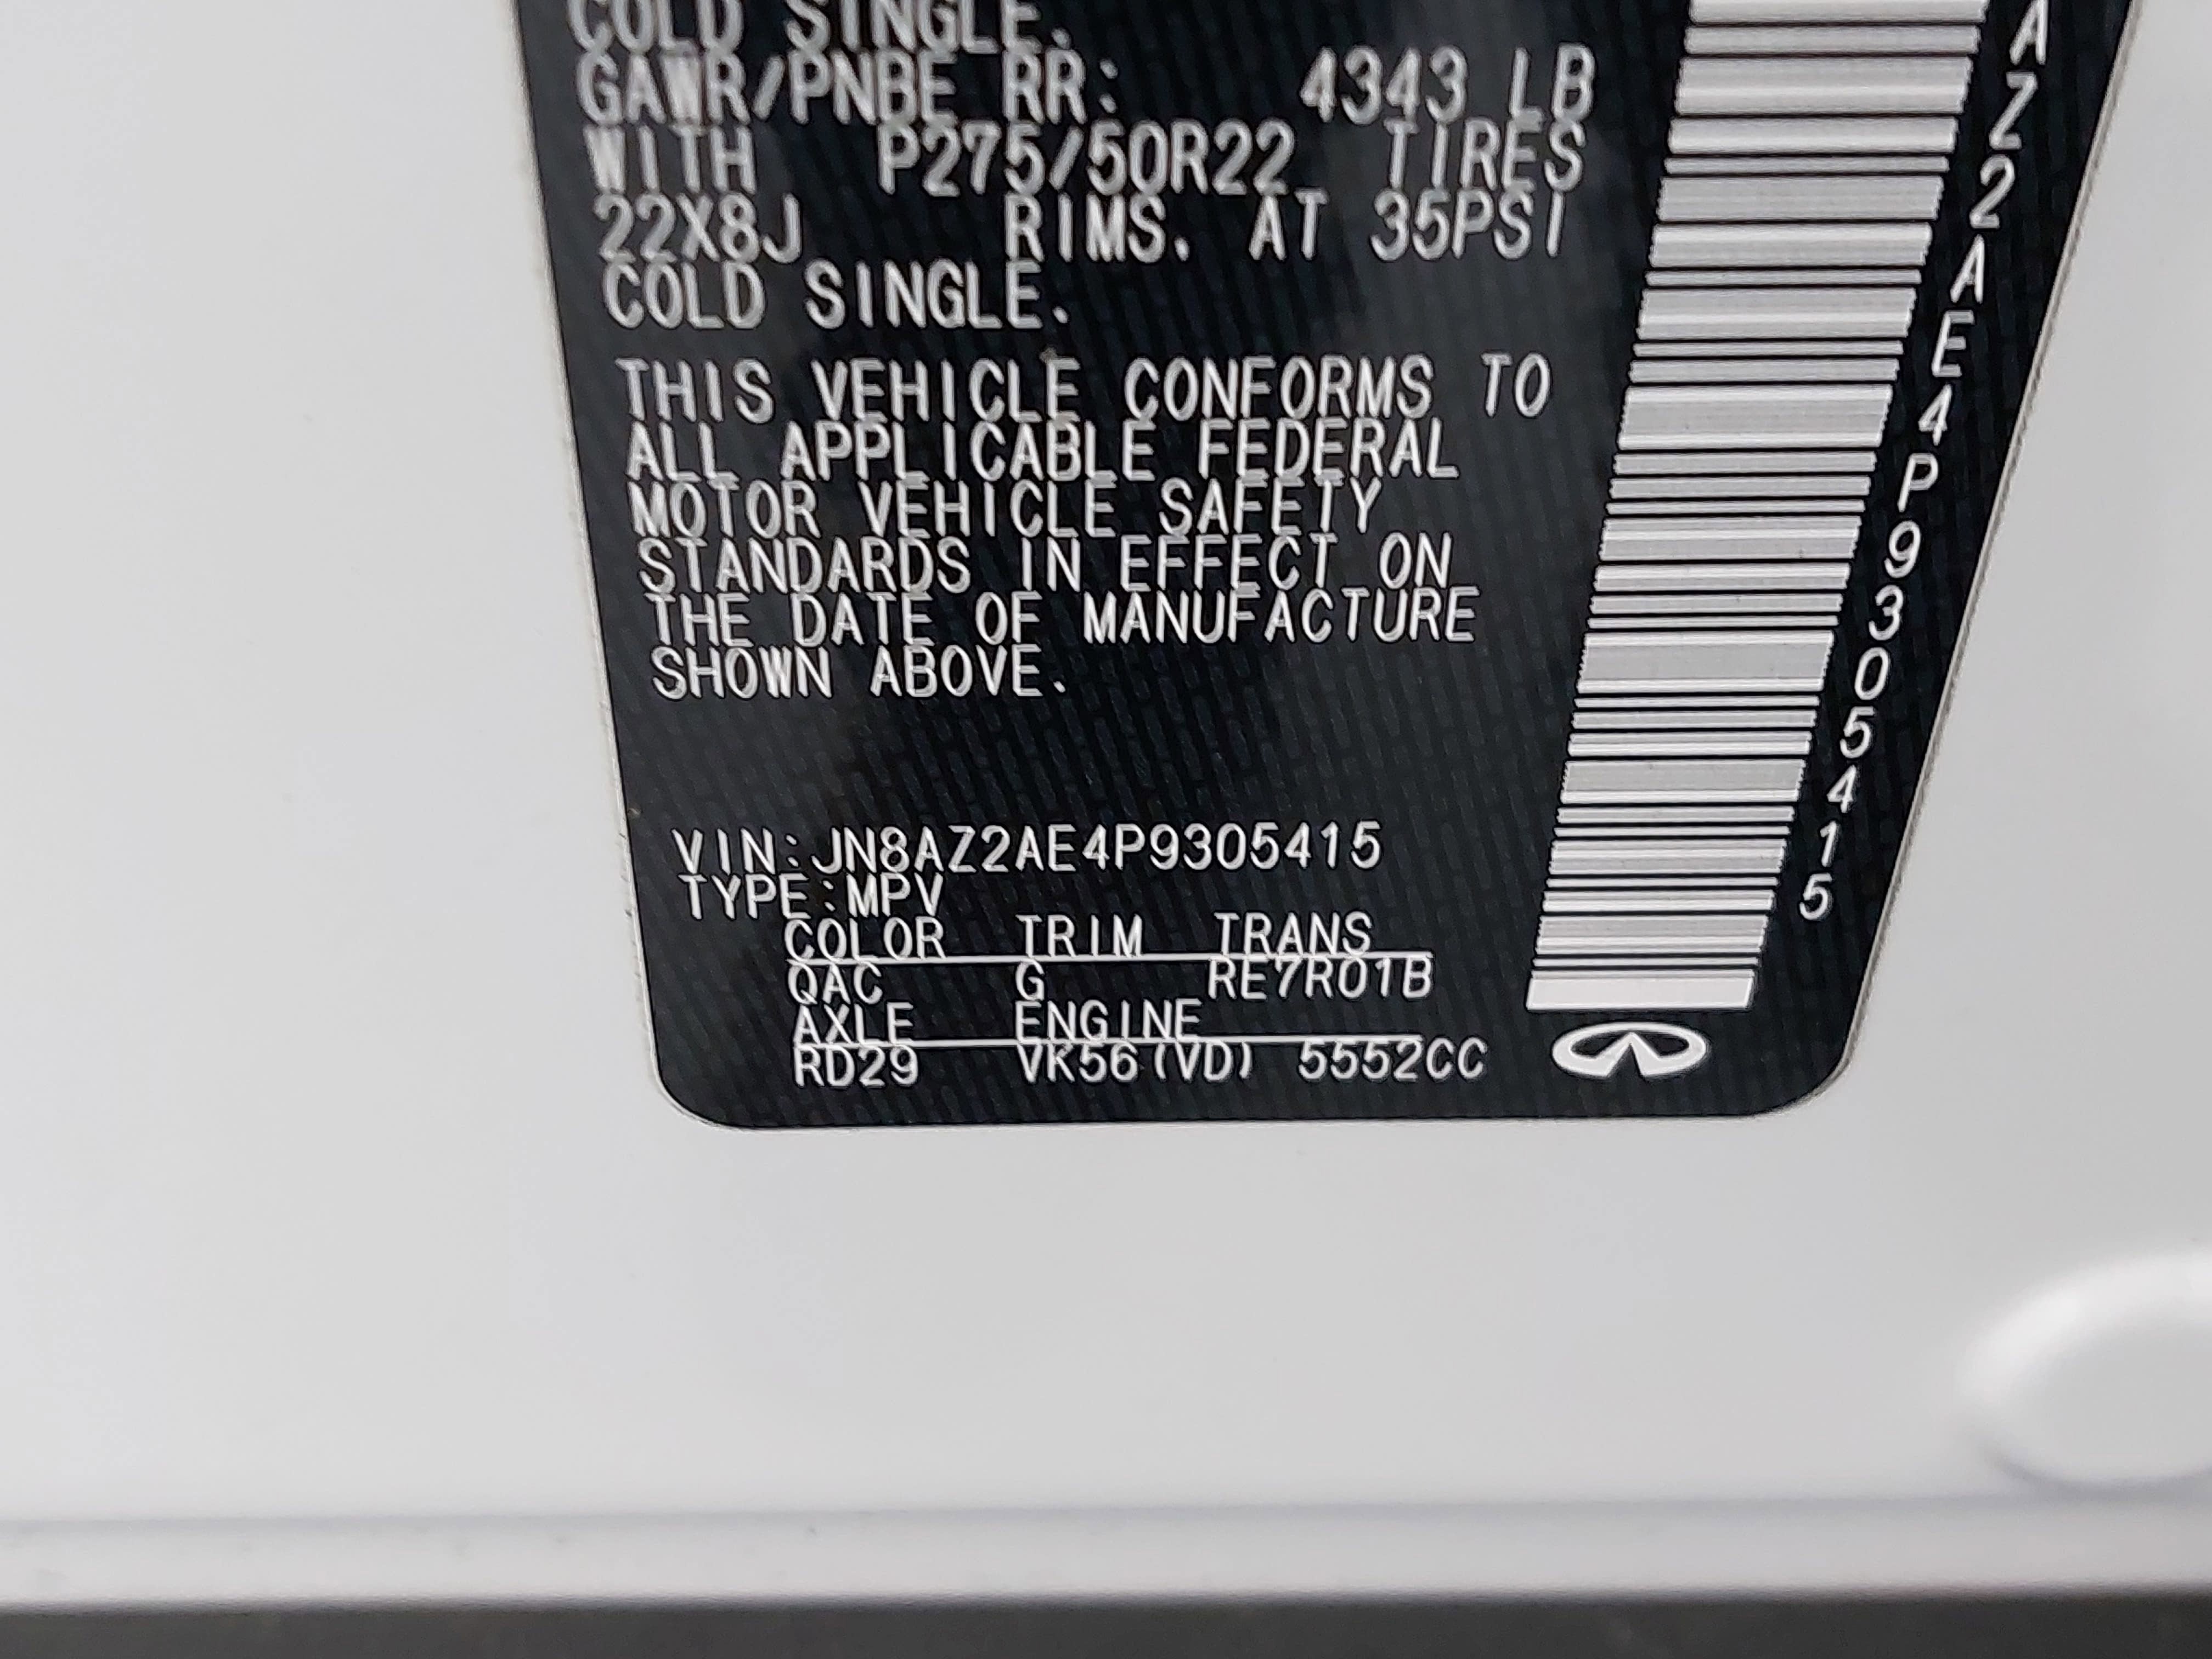 COLD SINGLE.
GAWR/PNBE RR: 4343 LB
WITH P275/50R22 TIRES
22X8J RIMS. AT 35PSI
COLD SINGLE.
THIS VEHICLE CONFORMS TO
ALL APPLICABLE FEDERAL
MOTOR VEHICLE SAFETY
STANDARDS IN EFFECT ON
THE DATE OF MANUFACTURE
SHOWN ABOVE.
VIN:JN8AZ2AE4P9305415
TYPE:MPV
COLOR TRIM TRANS
QAC G RE7R01B
AXLE ENGINE
RD29 VK56(VD) 5552CC
AZ2AE4P9305415